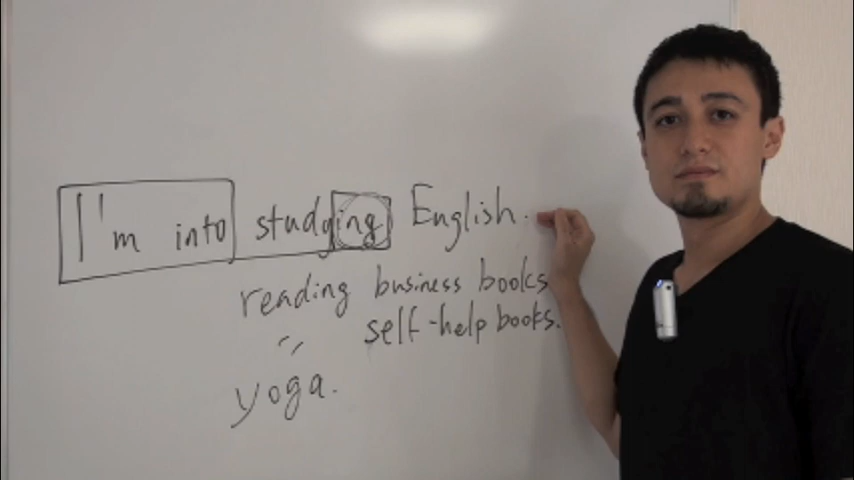 I'm into studying English.
reading business books
〃 self-help books.
yoga.